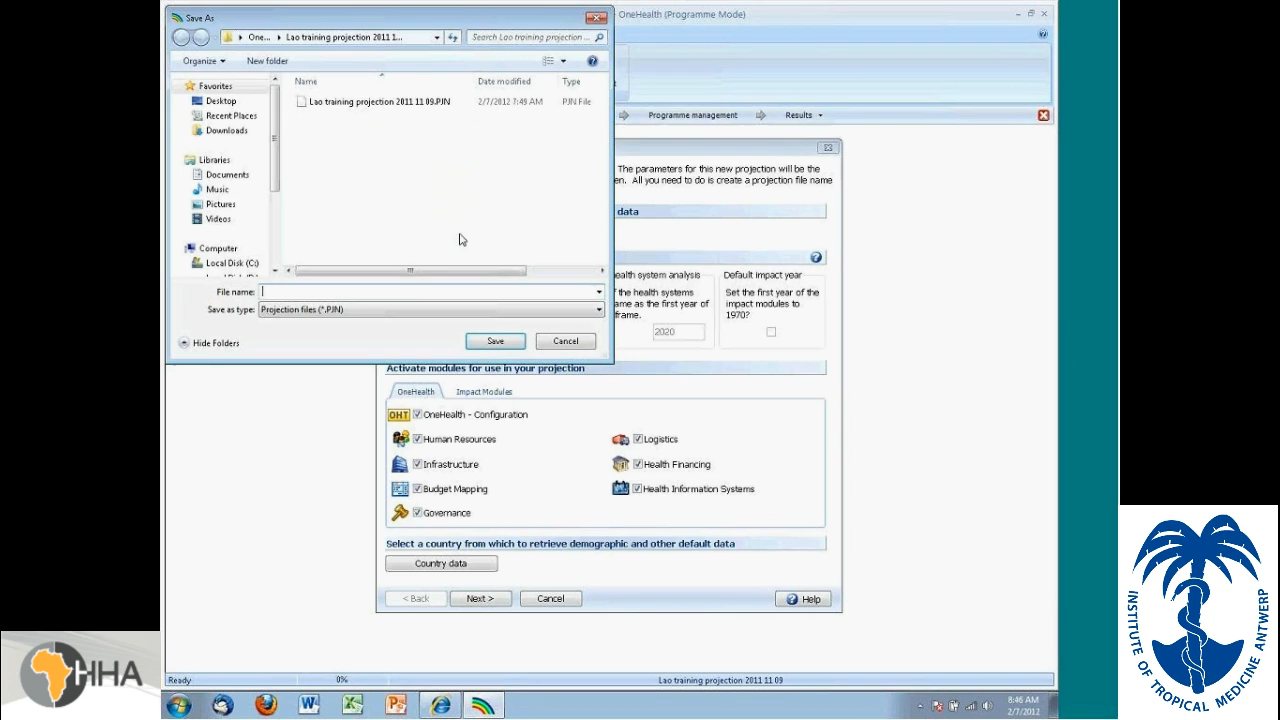 Save As
OneHealth (Programme Mode)
One...
Lao training projection 2011 1...
Search Lao training projection ...
Organize
New folder
Name
Date modified
Type
Lao training projection 2011 11 09.PJN
2/7/2012 7:49 AM
PJN File
Favorites
Desktop
Recent Places
Downloads
Libraries
Documents
Music
Pictures
Videos
Computer
Local Disk (C:)
File name:
Save as type:
Projection files (*.PJN)
Hide Folders
Save
Cancel
Programme management
Results
The parameters for this new projection will be the
en. All you need to do is create a projection file name
data
ealth system analysis
f the health systems
ame as the first year of
frame.
2020
Default impact year
Set the first year of the
impact modules to
1970?
Activate modules for use in your projection
OneHealth
Impact Modules
OHT
OneHealth - Configuration
Human Resources
Logistics
Infrastructure
Health Financing
Budget Mapping
Health Information Systems
Governance
Select a country from which to retrieve demographic and other default data
Country data
< Back
Next >
Cancel
Help
Ready
0%
Lao training projection 2011 11 09
8:46 AM
2/7/2012
HHA
INSTITUTE OF TROPICAL MEDICINE ANTWERP